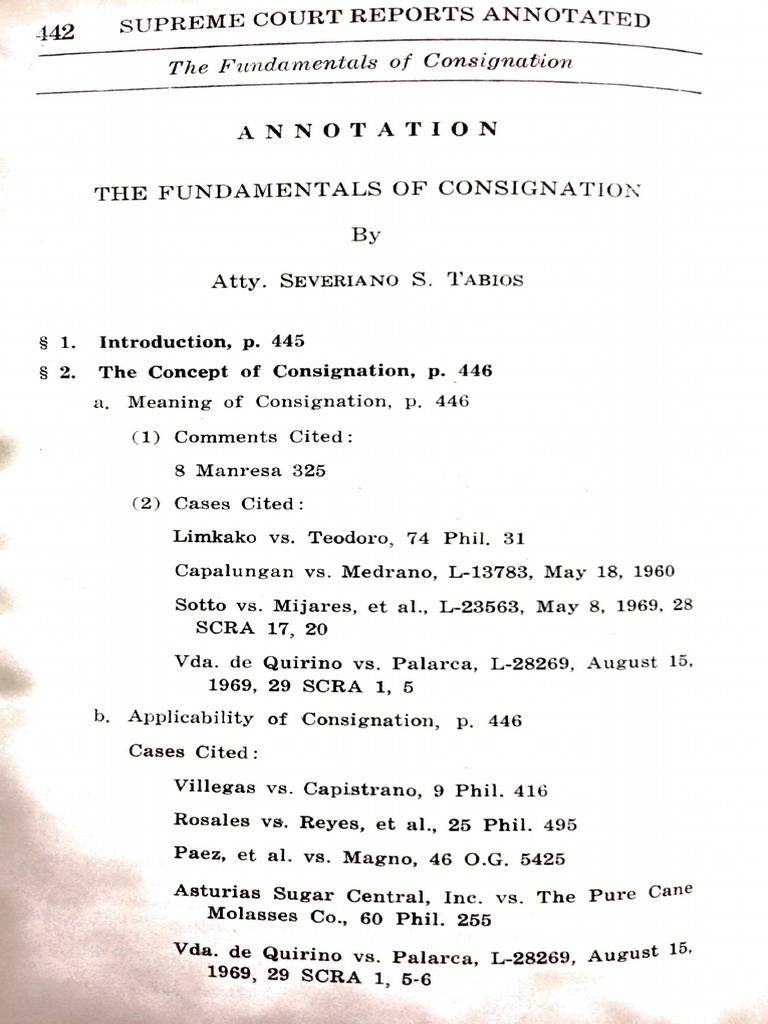 442 SUPREME COURT REPORTS ANNOTATED
The Fundamentals of Consignation
ANNOTATION
THE FUNDAMENTALS OF CONSIGNATION
By
Atty. SEVERIANO S. TABIOS
§ 1. Introduction, p. 445
§ 2. The Concept of Consignation, p. 446
a. Meaning of Consignation, p. 446
(1) Comments Cited:
8 Manresa 325
(2) Cases Cited:
Limkako vs. Teodoro, 74 Phil. 31
Capalungan vs. Medrano, L-13783, May 18, 1960
Sotto vs. Mijares, et al., L-23563, May 8, 1969, 28
SCRA 17, 20
Vda. de Quirino vs. Palarca, L-28269, August 15,
1969, 29 SCRA 1, 5
b. Applicability of Consignation, p. 446
Cases Cited:
Villegas vs. Capistrano, 9 Phil. 416
Rosales vs. Reyes, et al., 25 Phil. 495
Paez, et al. vs. Magno, 46 O.G. 5425
Asturias Sugar Central, Inc. vs. The Pure Cane
Molasses Co., 60 Phil. 255
Vda. de Quirino vs. Palarca, L-28269, August 15,
1969, 29 SCRA 1, 5-6